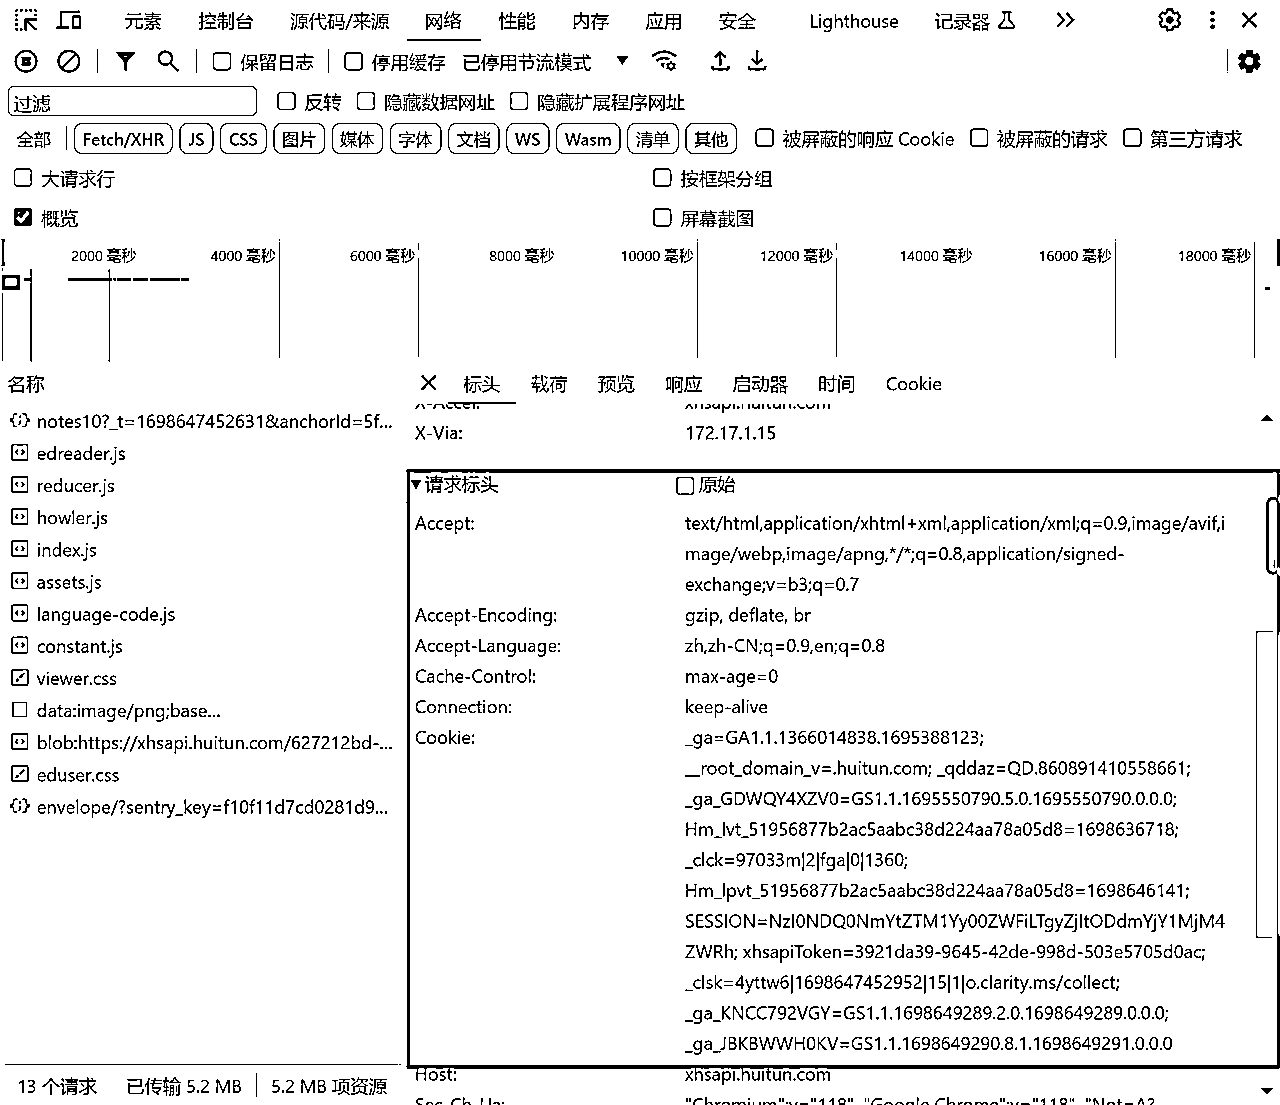 元素 控制台 源代码/来源 网络 性能 内存 应用 安全 Lighthouse 记录器
保留日志 停用缓存 已停用节流模式
过滤 反转 隐藏数据网址 隐藏扩展程序网址
全部 Fetch/XHR JS CSS 图片 媒体 字体 文档 WS Wasm 清单 其他 被屏蔽的响应 Cookie 被屏蔽的请求 第三方请求
大请求行 按框架分组
概览 屏幕截图
2000 毫秒 4000 毫秒 6000 毫秒 8000 毫秒 10000 毫秒 12000 毫秒 14000 毫秒 16000 毫秒 18000 毫秒
名称
notes10?_t=1698647452631&anchorId=5f...
edreader.js
reducer.js
howler.js
index.js
assets.js
language-code.js
constant.js
viewer.css
data:image/png;base...
blob:https://xhsapi.huitun.com/627212bd-...
eduser.css
envelope/?sentry_key=f10f11d7cd0281d9...
13 个请求 已传输 5.2 MB 5.2 MB 项资源
标头 载荷 预览 响应 启动器 时间 Cookie
X-Accel: xhsapi.huitun.com
X-Via: 172.17.1.15
请求标头 原始
Accept: text/html,application/xhtml+xml,application/xml;q=0.9,image/avif,i
mage/webp,image/apng,*/*;q=0.8,application/signed-
exchange;v=b3;q=0.7
Accept-Encoding: gzip, deflate, br
Accept-Language: zh,zh-CN;q=0.9,en;q=0.8
Cache-Control: max-age=0
Connection: keep-alive
Cookie: _ga=GA1.1.1366014838.1695388123;
__root_domain_v=.huitun.com; _qddaz=QD.860891410558661;
_ga_GDWQY4XZV0=GS1.1.1695550790.5.0.1695550790.0.0.0;
Hm_lvt_51956877b2ac5aabc38d224aa78a05d8=1698636718;
_clck=97033m|2|fga|0|1360;
Hm_lpvt_51956877b2ac5aabc38d224aa78a05d8=1698646141;
SESSION=NzI0NDQ0NmYtZTM1Yy00ZWFiLTgyZjItODdmYjY1MjM4
ZWRh; xhsapiToken=3921da39-9645-42de-998d-503e5705d0ac;
_clsk=4yttw6|1698647452952|15|1|o.clarity.ms/collect;
_ga_KNCC792VGY=GS1.1.1698649289.2.0.1698649289.0.0.0;
_ga_JBKBWWH0KV=GS1.1.1698649290.8.1.1698649291.0.0.0
Host: xhsapi.huitun.com
Sec-Ch-Ua: "Chromium";v="118", "Google Chrome";v="118", "Not=A?